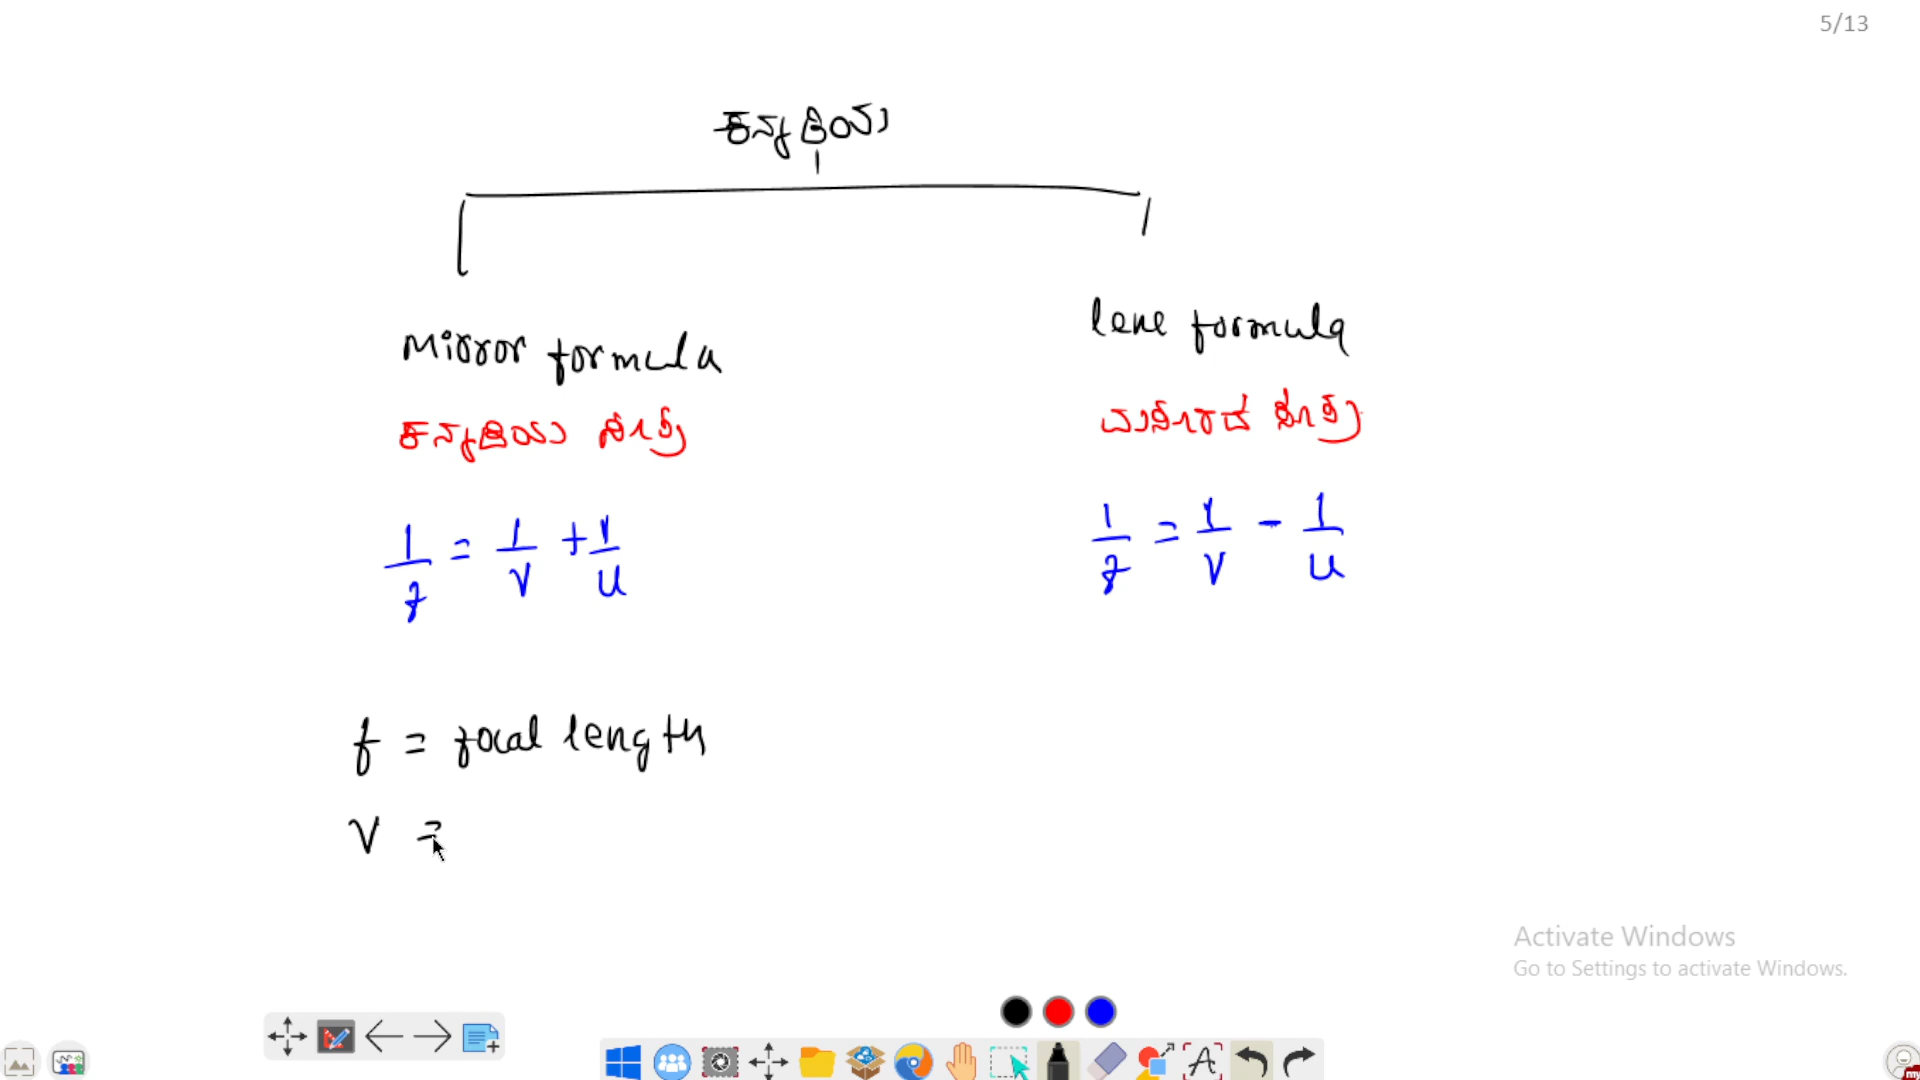 5/13
ಕನ್ನಡಿಯ
Mirror formula
lene formula
ಕನ್ನಡಿಯ ಸೂತ್ರ
ಮಸೂರದ ಸೂತ್ರ
1/f = 1/v + 1/u
1/f = 1/v - 1/u
f = focal length
V =
Activate Windows
Go to Settings to activate Windows.